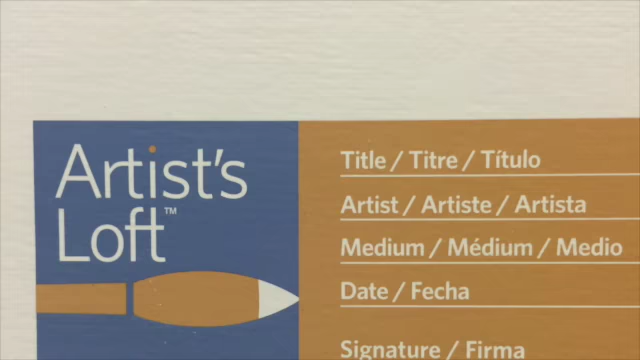 Artist's
Loft™
Title / Titre / Título
Artist / Artiste / Artista
Medium / Médium / Medio
Date / Fecha
Signature / Firma